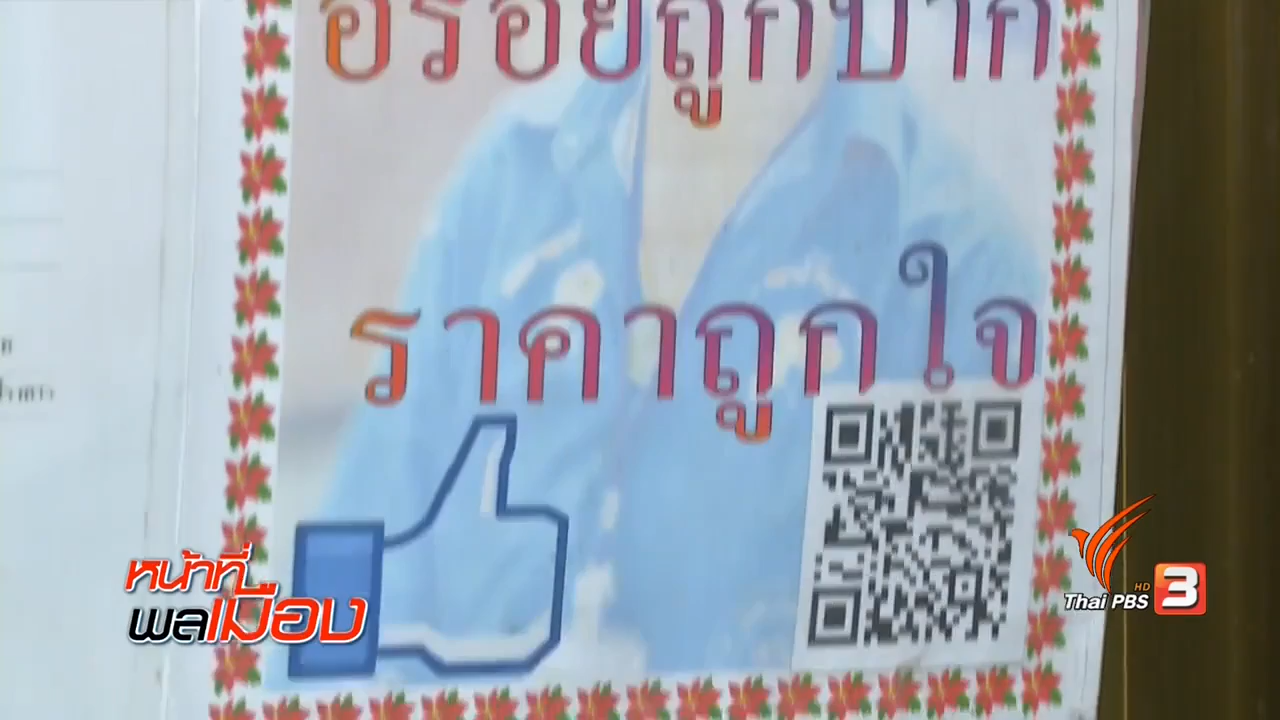 อร่อยถูกปาก
ราคาถูกใจ
หน้าที่
พลเมือง
HD
Thai PBS 3